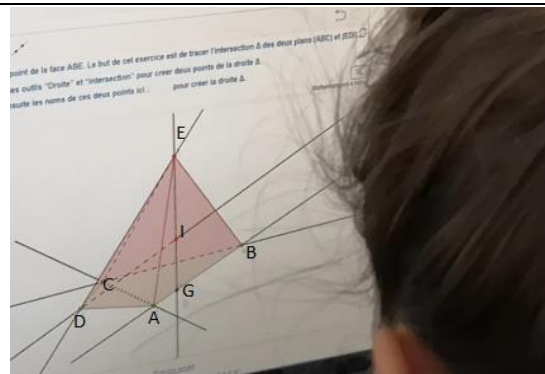 point de la face ABE. Le but de cet exercice est de tracer l'intersection Δ des deux plans (ABC) et (EDI)
es outils "Droite" et "Intersection" pour creer deux points de la droite Δ.
nsuite les noms de ces deux points ici : pour créer la droite Δ.
E
I
B
C
G
D
A